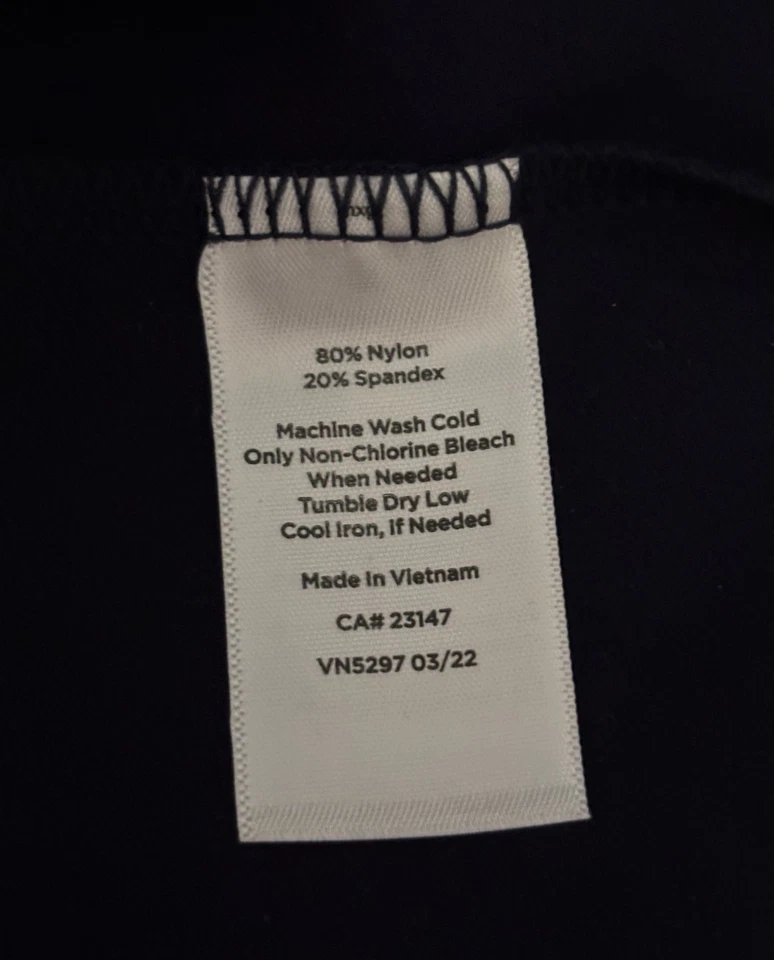 80% Nylon
20% Spandex
Machine Wash Cold
Only Non-Chlorine Bleach
When Needed
Tumble Dry Low
Cool Iron, if Needed
Made In Vietnam
CA# 23147
VN5297 03/22